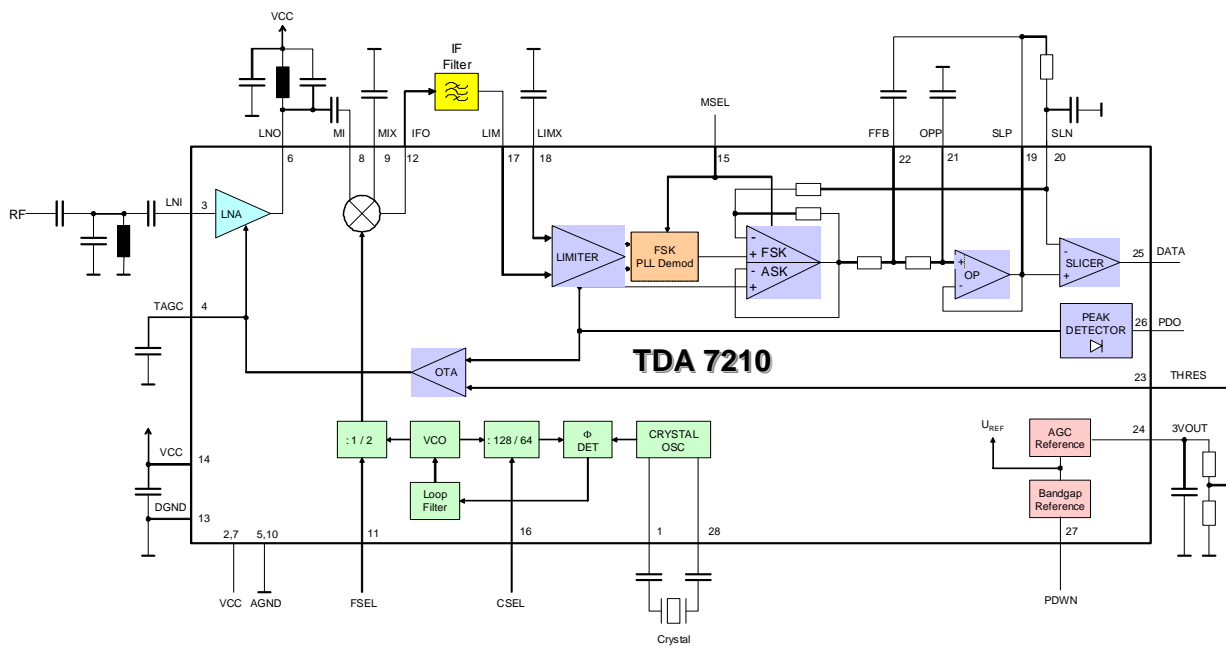 VCC
IF
Filter
MSEL
LNO
MI
MIX
IFO
LIM
LIMX
FFB
OPP
SLP
SLN
6
8
9
12
17
18
15
22
21
19
20
RF
LNI
3
LNA
LIMITER
FSK
PLL Demod
-
+
FSK
-
ASK
+
+
-
OP
-
SLICER
+
25
DATA
TAGC
4
PEAK
DETECTOR
26
PDO
OTA
TDA 7210
23
THRES
: 1 / 2
VCO
: 128 / 64
Φ
DET
CRYSTAL
OSC
UREF
AGC
Reference
24
3VOUT
VCC
14
Loop
Filter
Bandgap
Reference
DGND
13
2,7
5,10
11
16
1
28
27
VCC
AGND
FSEL
CSEL
PDWN
Crystal